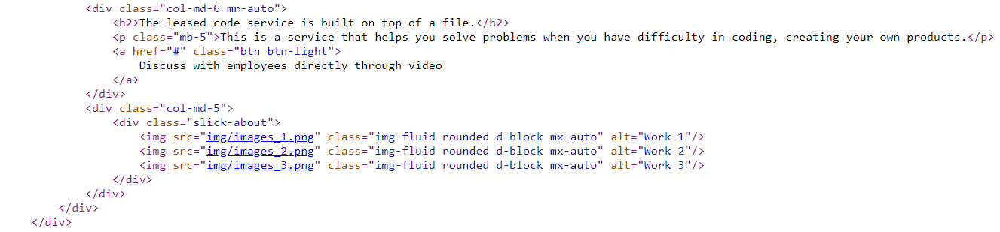 <div class="col-md-6 mr-auto">
<h2>The leased code service is built on top of a file.</h2>
<p class="mb-5">This is a service that helps you solve problems when you have difficulty in coding, creating your own products.</p>
<a href="#" class="btn btn-light">
Discuss with employees directly through video
</a>
</div>
<div class="col-md-5">
<div class="slick-about">
<img src="img/images_1.png" class="img-fluid rounded d-block mx-auto" alt="Work 1"/>
<img src="img/images_2.png" class="img-fluid rounded d-block mx-auto" alt="Work 2"/>
<img src="img/images_3.png" class="img-fluid rounded d-block mx-auto" alt="Work 3"/>
</div>
</div>
</div>
</div>